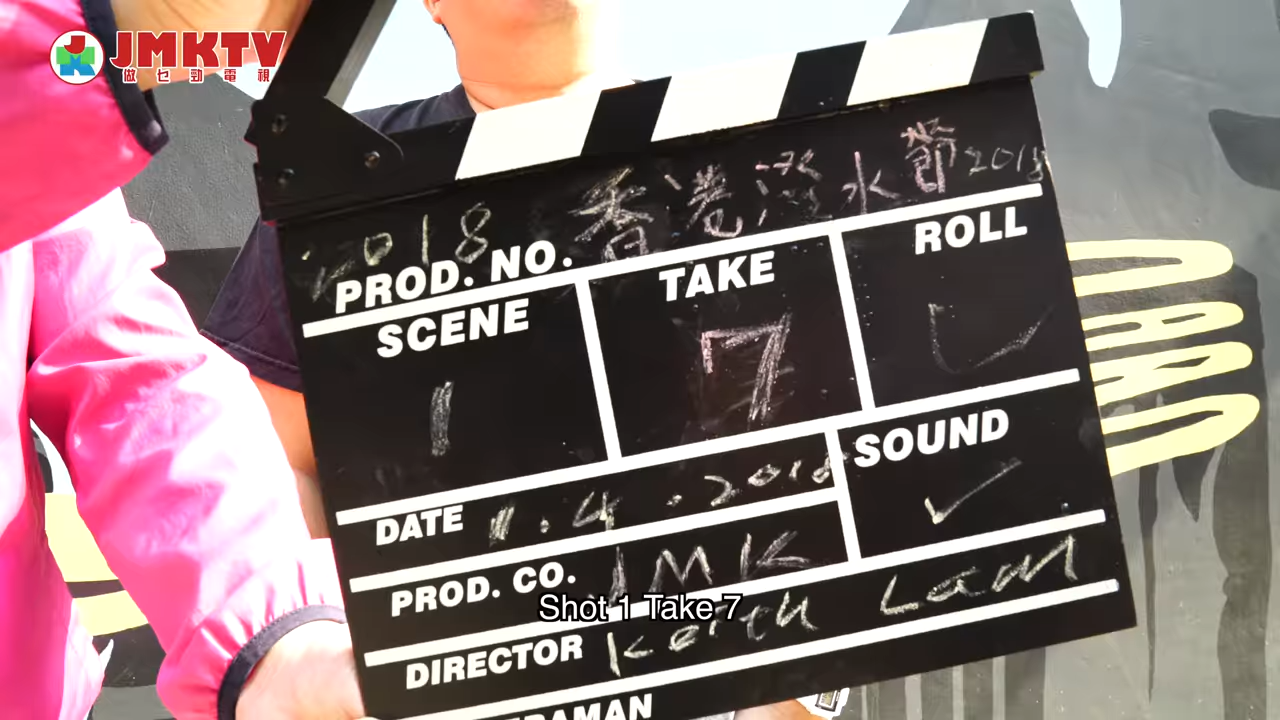 JMKTV
做乜勁電視
2018 香港潑水節 2018
PROD. NO.
SCENE
1
TAKE
7
ROLL
DATE 1.4.2018
SOUND
✓
PROD. CO. JMK
Shot 1 Take 7
DIRECTOR Keith Lam